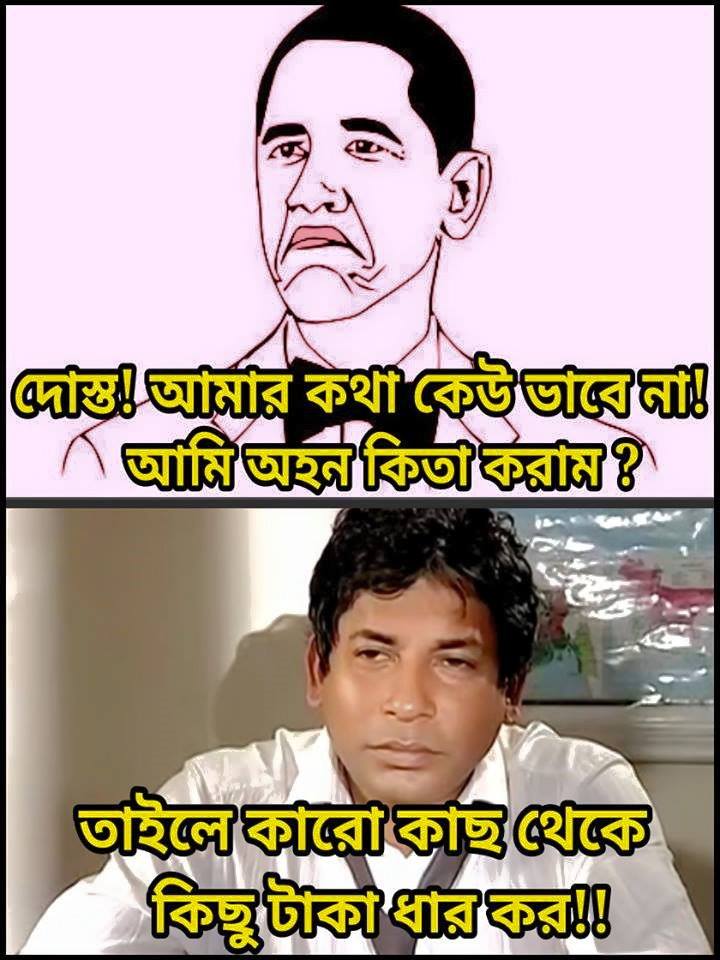 দোস্ত! আমার কথা কেউ ভাবে না!
আমি অহন কিতা করাম ?
তাইলে কারো কাছ থেকে
কিছু টাকা ধার কর!!